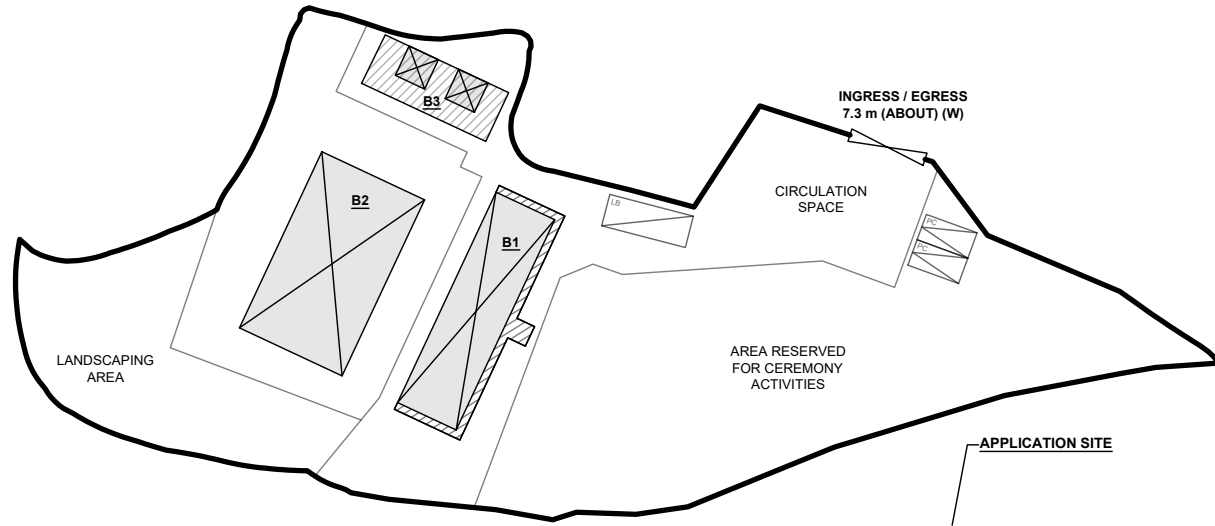 INGRESS / EGRESS
7.3 m (ABOUT) (W)
B3
CIRCULATION
SPACE
B2
LB
B1
PC
PC
LANDSCAPING
AREA
AREA RESERVED
FOR CEREMONY
ACTIVITIES
APPLICATION SITE